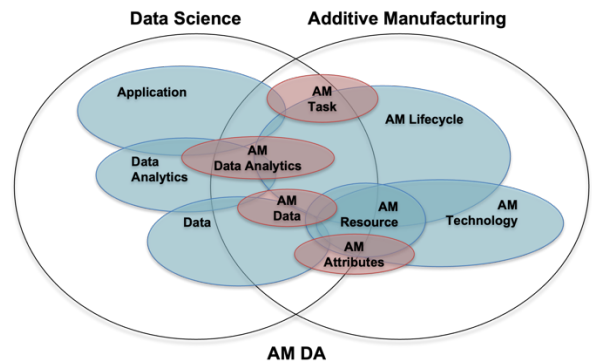 Data Science
Additive Manufacturing
Application
AM
Task
AM Lifecycle
Data
Analytics
AM
Data Analytics
Data
AM
Data
AM
Resource
AM
Technology
AM
Attributes
AM DA